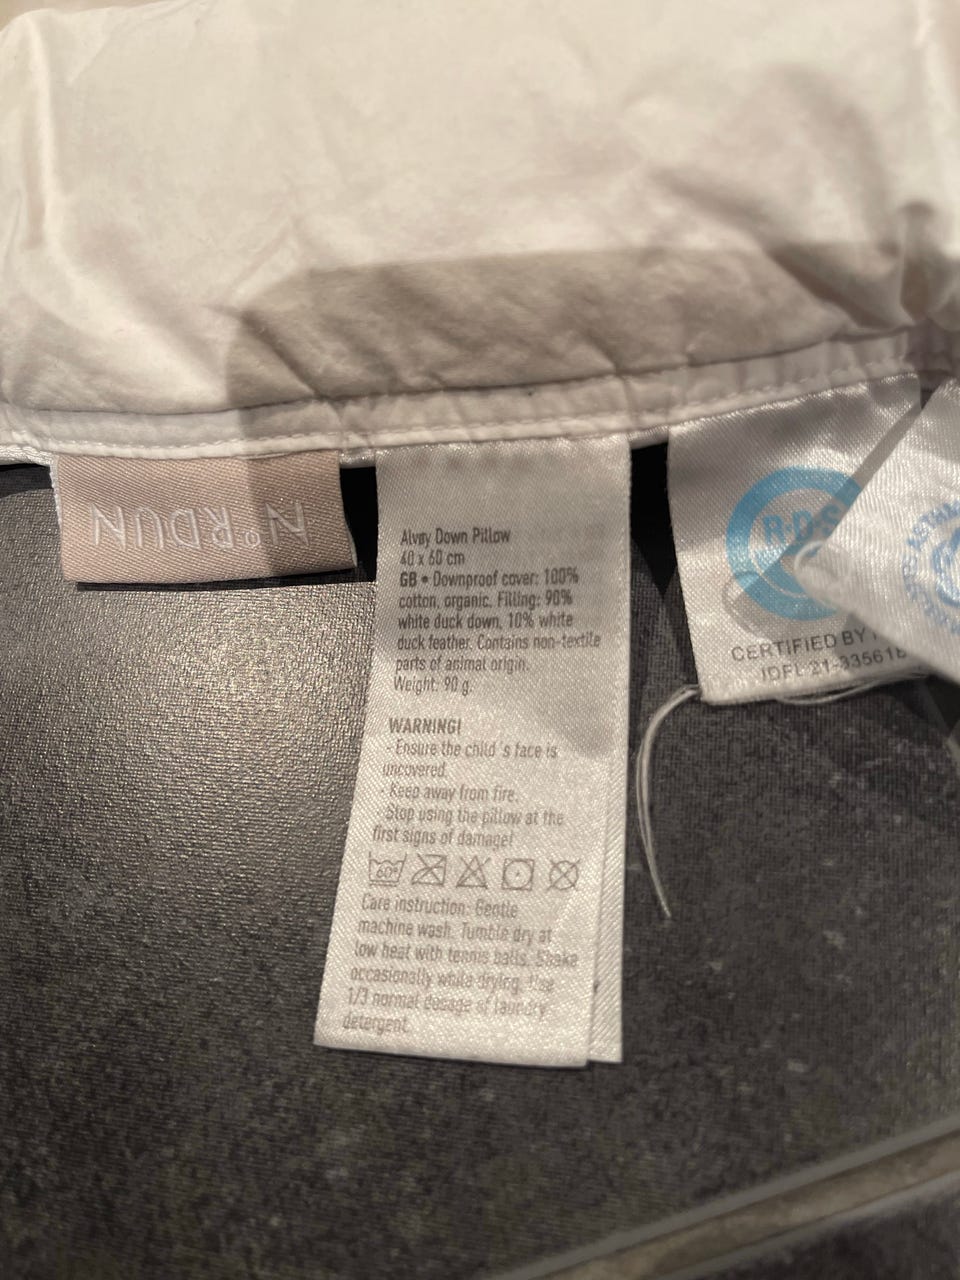 N°RDUN
Alvøy Down Pillow
40 x 60 cm
GB • Downproof cover: 100%
cotton, organic. Filling: 90%
white duck down, 10% white
duck feather. Contains non-textile
parts of animal origin.
Weight: 90 g.
WARNING!
- Ensure the child ́s face is
uncovered.
- Keep away from fire.
Stop using the pillow at the
first signs of damage!
60°
Care instruction: Gentle
machine wash. Tumble dry at
low heat with tennis balls. Shake
occasionally while drying. Use
1/3 normal dosage of laundry
detergent.
R·D·S
CERTIFIED BY
IDFL 21-335618